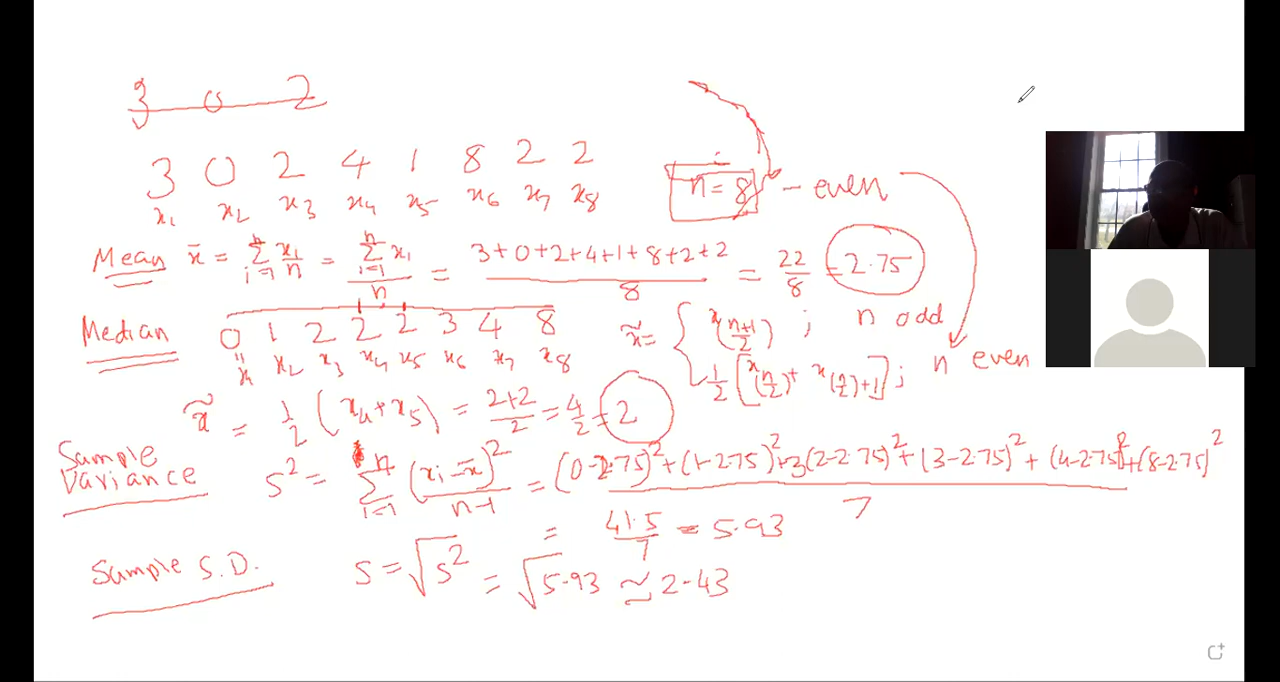 3 0 2
3 0 2 4 1 8 2 2 n = 8 - even
x₁ x₂ x₃ x₄ x₅ x₆ x₇ x₈
Mean x̄ = Σᵢ₌₁ⁿ xᵢ/n = Σᵢ₌₁ⁿ xᵢ / n = (3+0+2+4+1+8+2+2) / 8 = 22/8 = 2.75
Median 0 1 2 2 2 3 4 8 x̃ = { x((n+1)/2) ; n odd
x₁ x₂ x₃ x₄ x₅ x₆ x₇ x₈ 1/2 [x(n/2) + x((n/2)+1)] ; n even
x̃ = 1/2 (x₄+x₅) = (2+2)/2 = 4/2 = 2
Sample Variance s² = Σᵢ₌₁ⁿ (xᵢ-x̄)²/(n-1) = ((0-2.75)²+(1-2.75)²+3(2-2.75)²+(3-2.75)²+(4-2.75)²+(8-2.75)²) / 7
= 41.5/7 = 5.93
Sample S.D. s = √s² = √5.93 ≃ 2.43